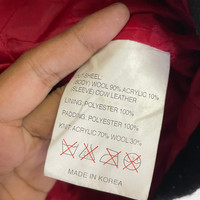 SHEEL
(BODY) WOOL 90% ACRYLIC 10%
(SLEEVE) COW LEATHER
LINING: POLYESTER 100%
PADDING: POLYESTER 100%
KNIT: ACRYLIC 70% WOOL 30%
MADE IN KOREA